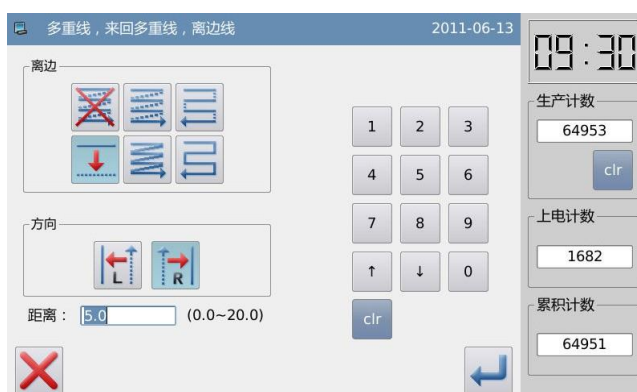 多重线，来回多重线，离边线 2011-06-13
09:30
离边
生产计数
64953
clr
1 2 3
4 5 6
7 8 9
↑ ↓ 0
clr
方向
L R
距离： 5.0 (0.0~20.0)
上电计数
1682
累积计数
64951